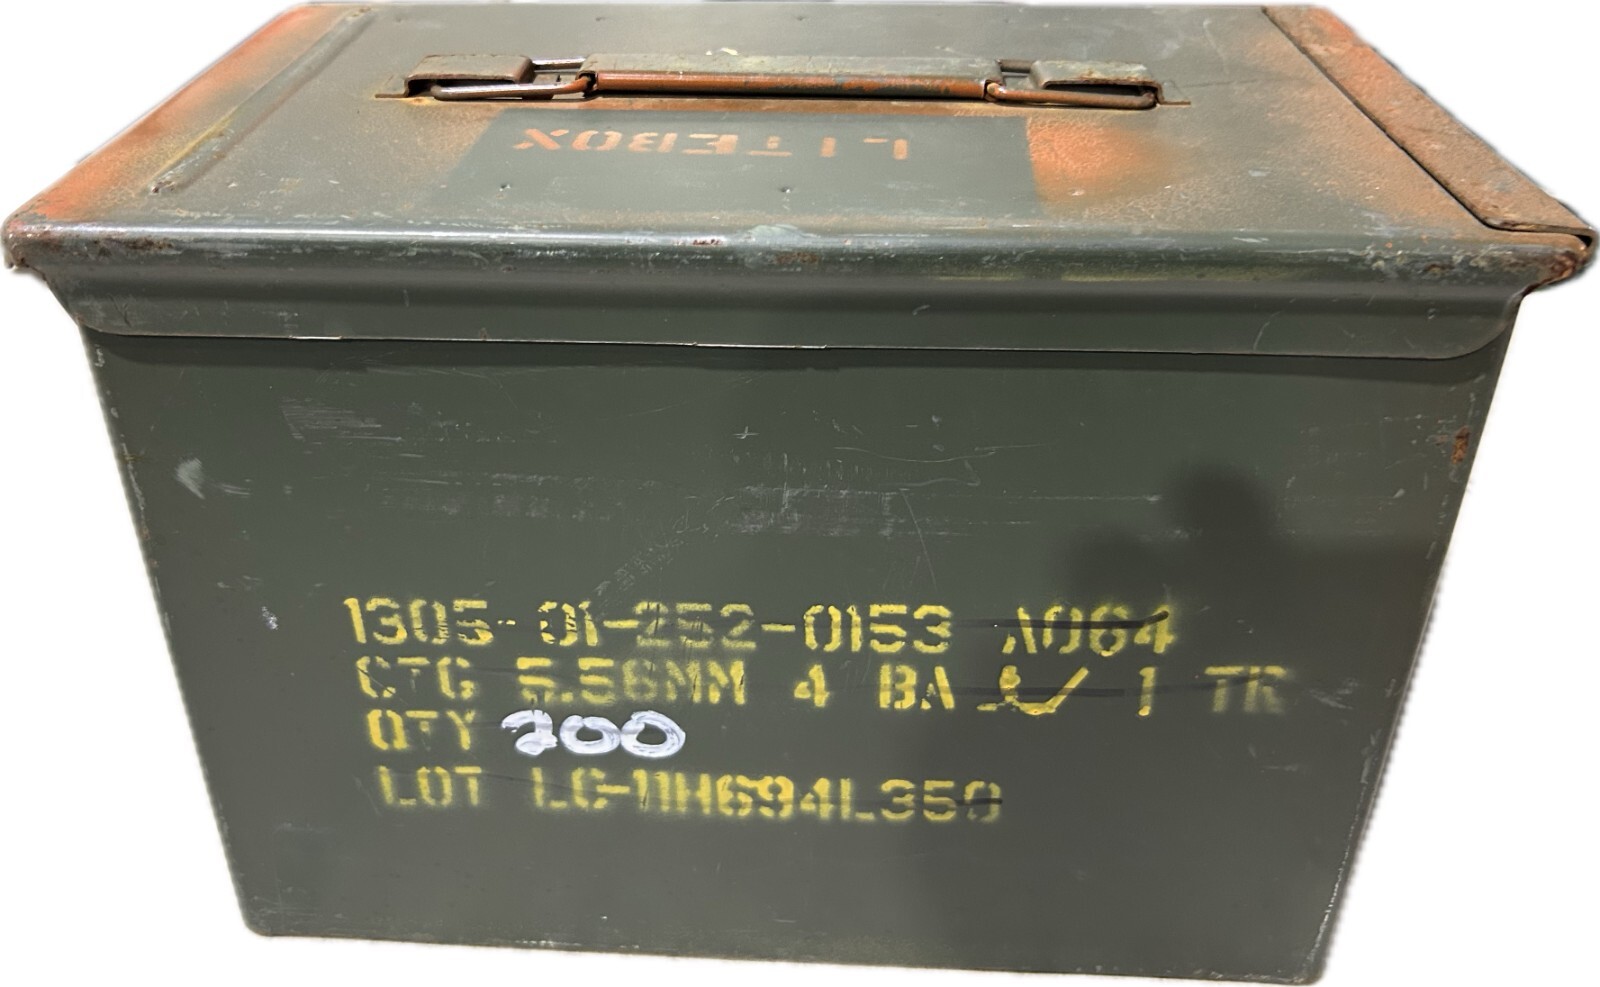 LITEBOX
1305-01-252-0153 A064
CTG 5.56MM 4 BA W/ 1 TR
QTY 200
LOT LC-11H694L350